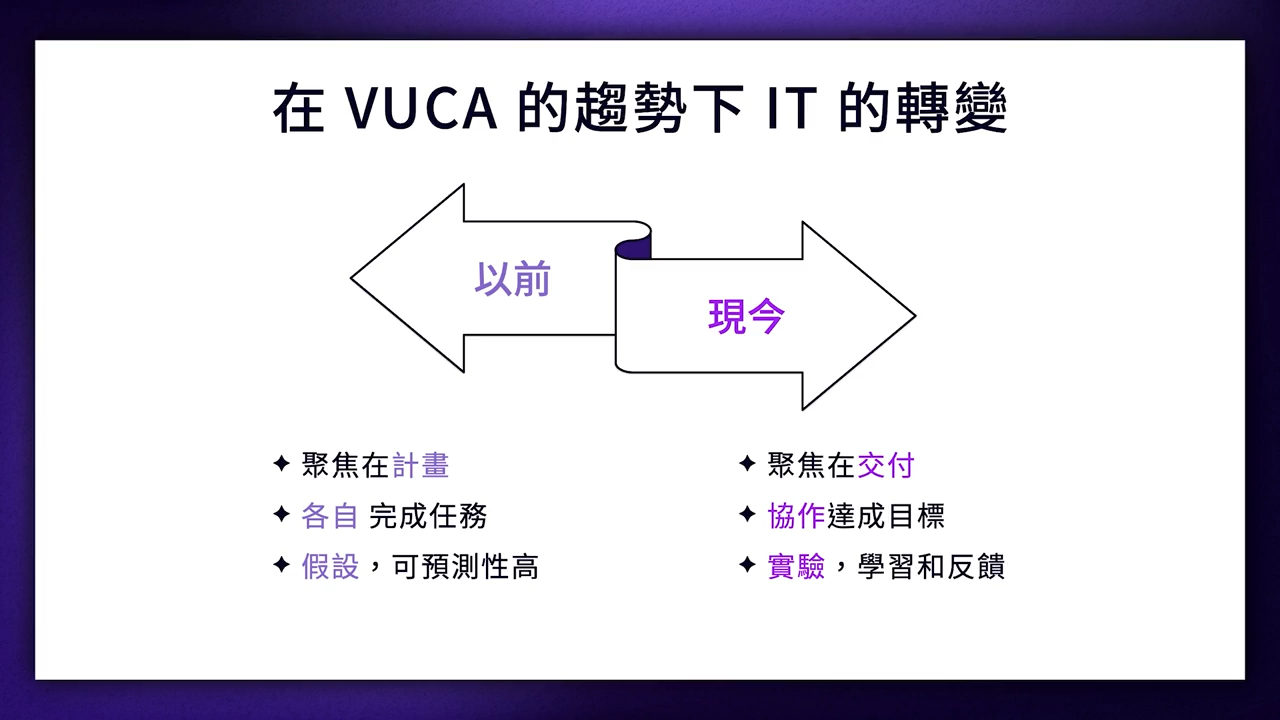 在 VUCA 的趨勢下 IT 的轉變
以前
現今
✦ 聚焦在計畫
✦ 各自 完成任務
✦ 假設，可預測性高
✦ 聚焦在交付
✦ 協作達成目標
✦ 實驗，學習和反饋